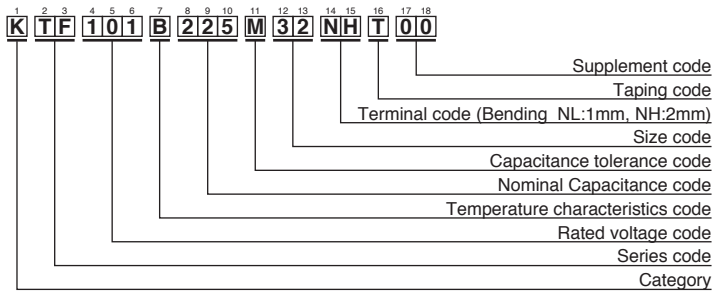 1 2 3 4 5 6 7 8 9 10 11 12 13 14 15 16 17 18
K TF 101 B 225 M 32 NH T 00
Supplement code
Taping code
Terminal code (Bending NL:1mm, NH:2mm)
Size code
Capacitance tolerance code
Nominal Capacitance code
Temperature characteristics code
Rated voltage code
Series code
Category